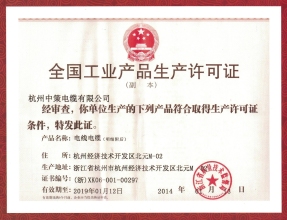 全国工业产品生产许可证
(副 本)
杭州中策电缆有限公司
经审查，你单位生产的下列产品符合取得生产许可证
条件，特发此证。
产品名称：电线电缆(明细附后)
住 所：杭州经济技术开发区北元M-02
生产地址：浙江省杭州市杭州经济技术开发区北元M
证书编号：(浙)XK06-001-00297
有效期至：2019年01月12日
2014 年